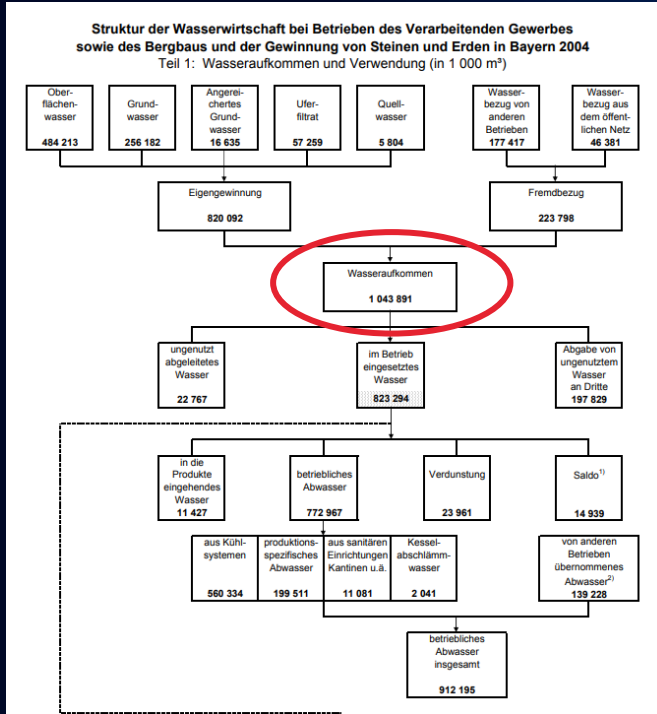 Struktur der Wasserwirtschaft bei Betrieben des Verarbeitenden Gewerbes
sowie des Bergbaus und der Gewinnung von Steinen und Erden in Bayern 2004
Teil 1: Wasseraufkommen und Verwendung (in 1 000 m³)
Ober-
flächen-
wasser
484 213
Grund-
wasser
256 182
Angerei-
chertes
Grund-
wasser
16 635
Ufer-
filtrat
57 259
Quell-
wasser
5 804
Wasser-
bezug von
anderen
Betrieben
177 417
Wasser-
bezug aus
dem öffent-
lichen Netz
46 381
Eigengewinnung
820 092
Fremdbezug
223 798
Wasseraufkommen
1 043 891
ungenutzt
abgeleitetes
Wasser
22 767
im Betrieb
eingesetztes
Wasser
823 294
Abgabe von
ungenutztem
Wasser
an Dritte
197 829
in die
Produkte
eingehendes
Wasser
11 427
betriebliches
Abwasser
772 967
Verdunstung
23 961
Saldo¹⁾
14 939
aus Kühl-
systemen
560 334
produktions-
spezifisches
Abwasser
199 511
aus sanitären
Einrichtungen
Kantinen u.ä.
11 081
Kessel-
abschlämm-
wasser
2 041
von anderen
Betrieben
übernommenes
Abwasser²⁾
139 228
betriebliches
Abwasser
insgesamt
912 195